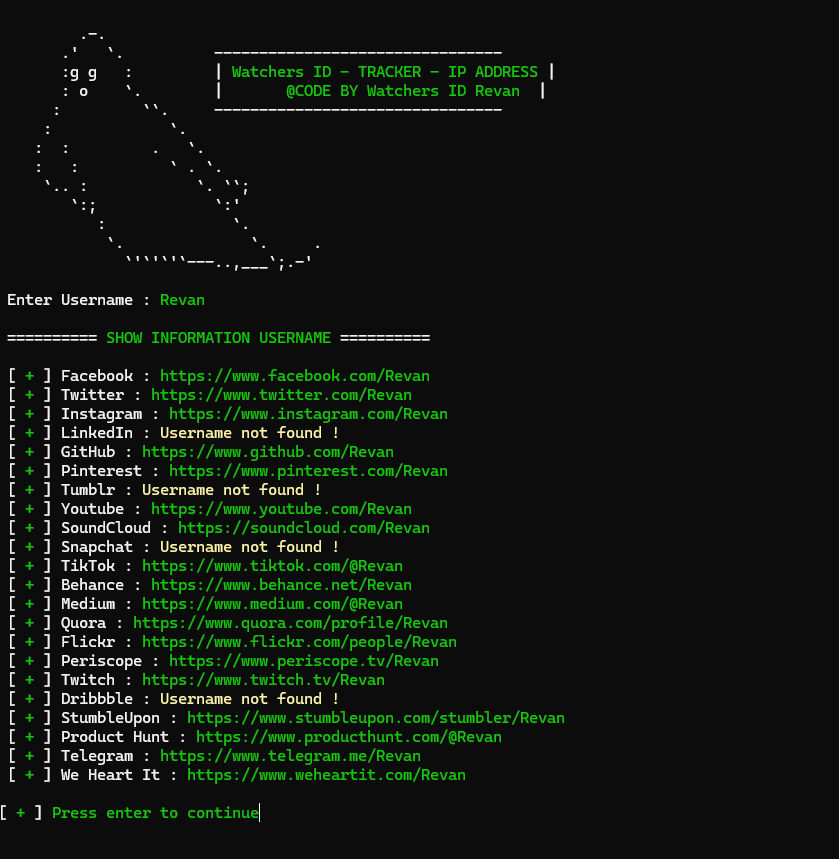 Watchers ID - TRACKER - IP ADDRESS
@CODE BY Watchers ID Revan
Enter Username : Revan
========== SHOW INFORMATION USERNAME ==========
[ + ] Facebook : https://www.facebook.com/Revan
[ + ] Twitter : https://www.twitter.com/Revan
[ + ] Instagram : https://www.instagram.com/Revan
[ + ] LinkedIn : Username not found !
[ + ] GitHub : https://www.github.com/Revan
[ + ] Pinterest : https://www.pinterest.com/Revan
[ + ] Tumblr : Username not found !
[ + ] Youtube : https://www.youtube.com/Revan
[ + ] SoundCloud : https://soundcloud.com/Revan
[ + ] Snapchat : Username not found !
[ + ] TikTok : https://www.tiktok.com/@Revan
[ + ] Behance : https://www.behance.net/Revan
[ + ] Medium : https://www.medium.com/@Revan
[ + ] Quora : https://www.quora.com/profile/Revan
[ + ] Flickr : https://www.flickr.com/people/Revan
[ + ] Periscope : https://www.periscope.tv/Revan
[ + ] Twitch : https://www.twitch.tv/Revan
[ + ] Dribbble : Username not found !
[ + ] StumbleUpon : https://www.stumbleupon.com/stumbler/Revan
[ + ] Product Hunt : https://www.producthunt.com/@Revan
[ + ] Telegram : https://www.telegram.me/Revan
[ + ] We Heart It : https://www.weheartit.com/Revan
[ + ] Press enter to continue